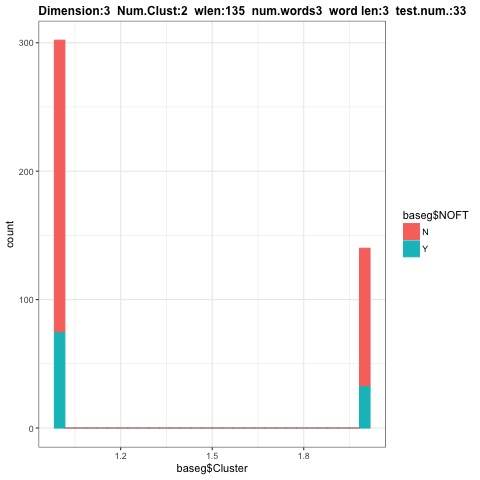 Dimension:3  Num.Clust:2  wlen:135  num.words3  word len:3  test.num.:33
300
200
100
0
count
1.2
1.5
1.8
baseg$Cluster
baseg$NOFT
N
Y